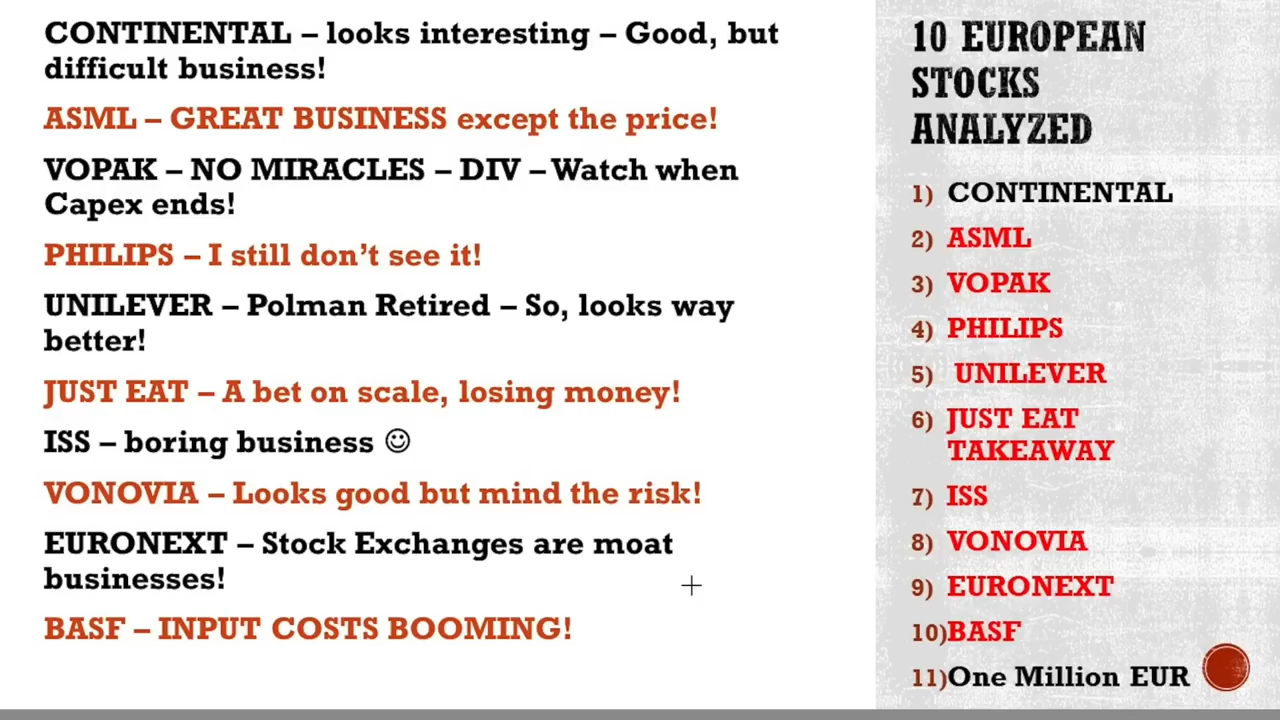 CONTINENTAL – looks interesting – Good, but
difficult business!
ASML – GREAT BUSINESS except the price!
VOPAK – NO MIRACLES – DIV – Watch when
Capex ends!
PHILIPS – I still don't see it!
UNILEVER – Polman Retired – So, looks way
better!
JUST EAT – A bet on scale, losing money!
ISS – boring business ☺
VONOVIA – Looks good but mind the risk!
EURONEXT – Stock Exchanges are moat
businesses!
BASF – INPUT COSTS BOOMING!
10 EUROPEAN
STOCKS
ANALYZED
1) CONTINENTAL
2) ASML
3) VOPAK
4) PHILIPS
5) UNILEVER
6) JUST EAT
TAKEAWAY
7) ISS
8) VONOVIA
9) EURONEXT
10)BASF
11)One Million EUR